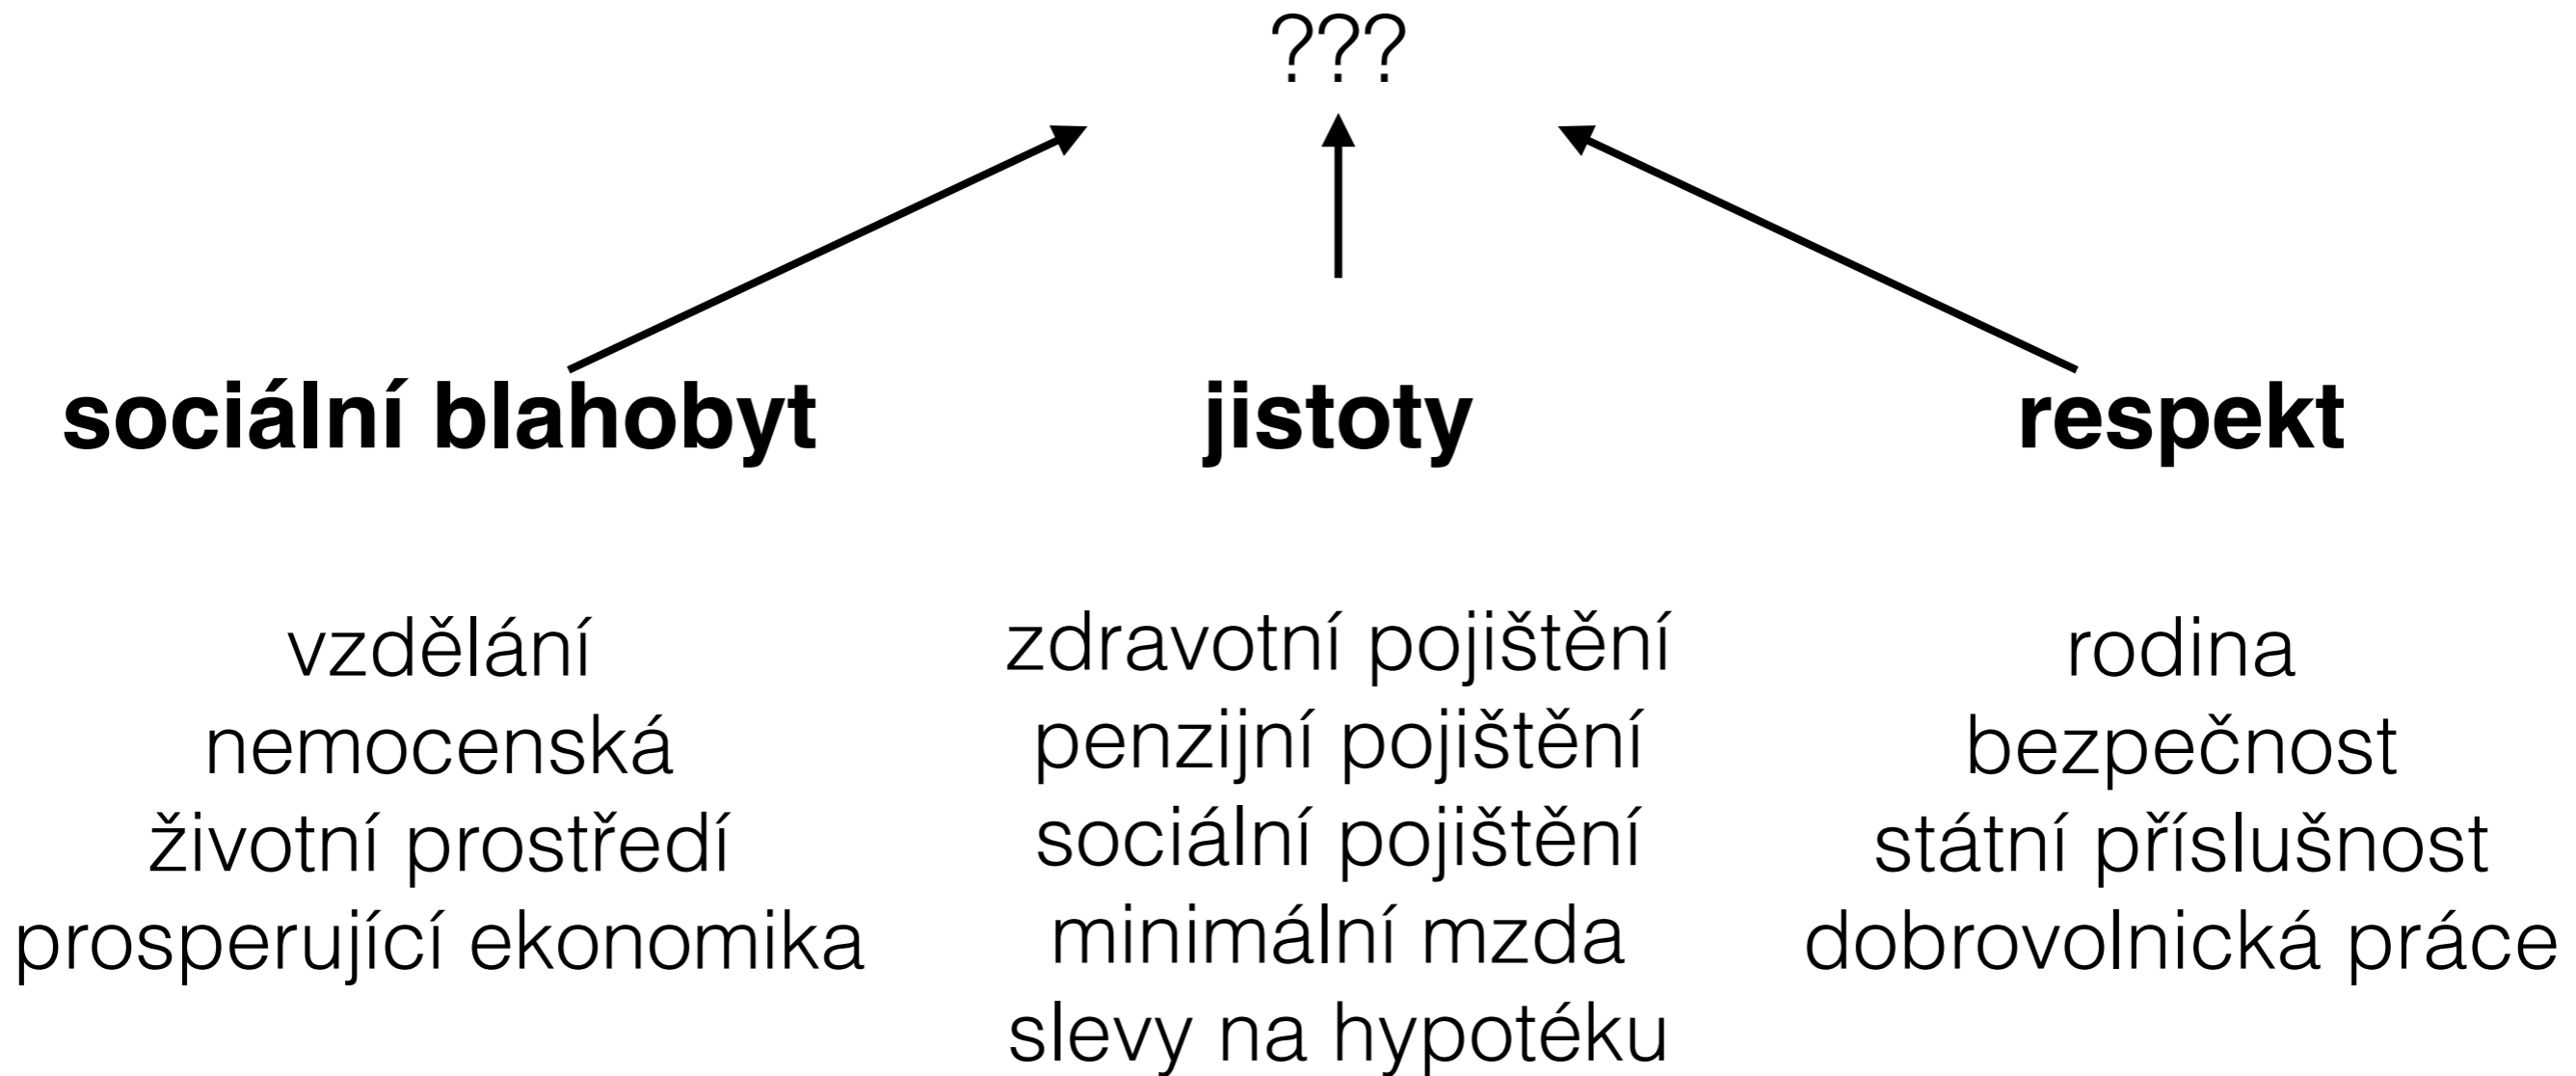 ???
sociální blahobyt
jistoty
respekt
vzdělání
nemocenská
životní prostředí
prosperující ekonomika
zdravotní pojištění
penzijní pojištění
sociální pojištění
minimální mzda
slevy na hypotéku
rodina
bezpečnost
státní příslušnost
dobrovolnická práce